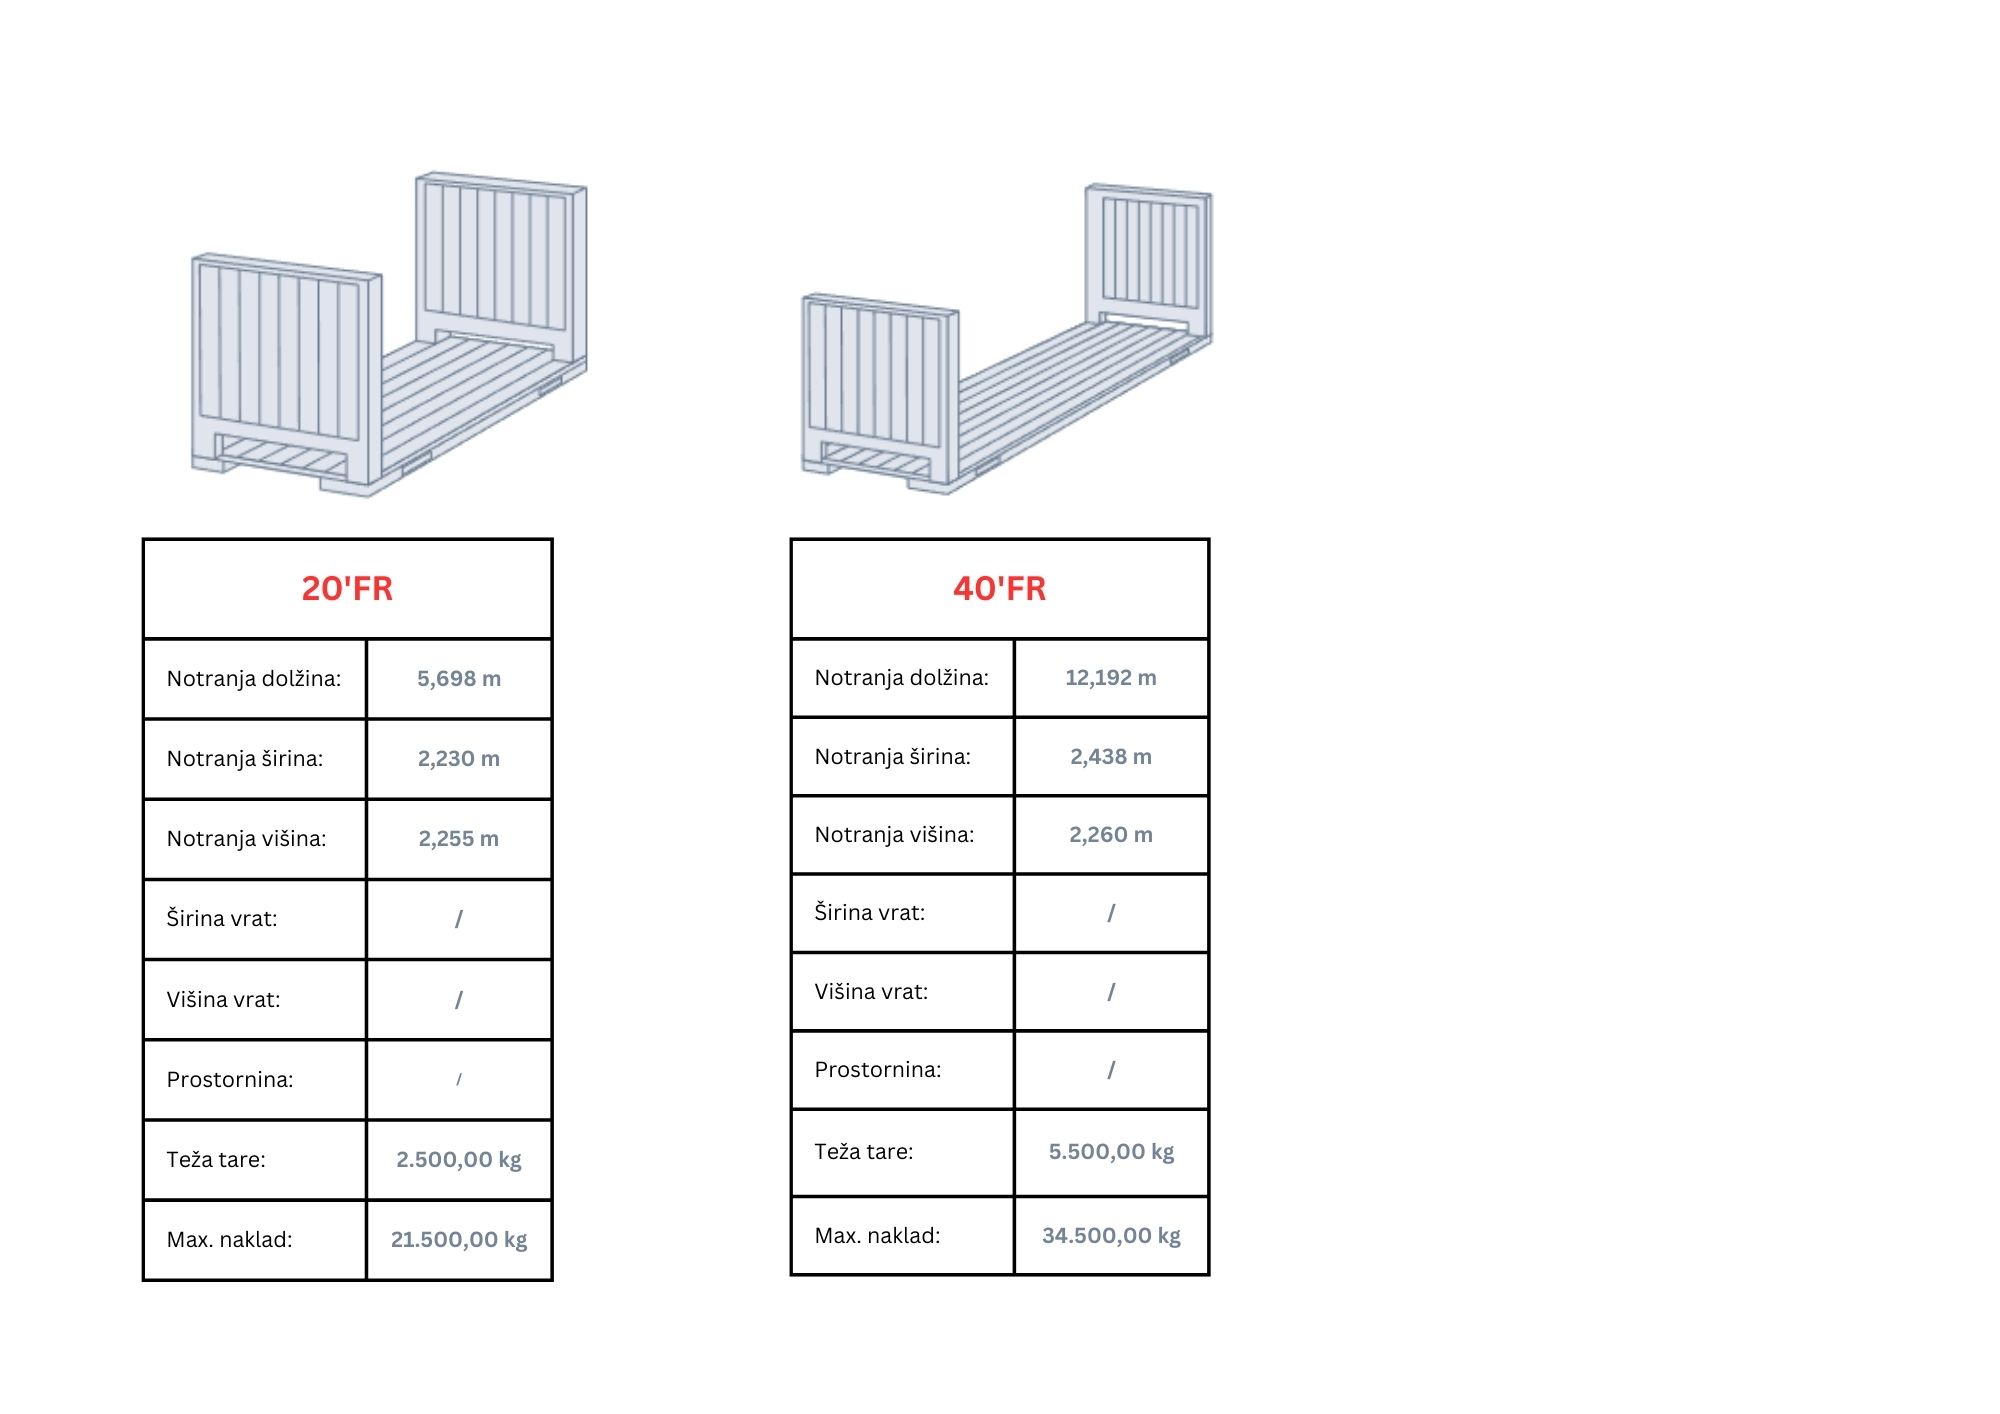 20'FR
Notranja dolžina: 5,698 m
Notranja širina: 2,230 m
Notranja višina: 2,255 m
Širina vrat: /
Višina vrat: /
Prostornina: /
Teža tare: 2.500,00 kg
Max. naklad: 21.500,00 kg
40'FR
Notranja dolžina: 12,192 m
Notranja širina: 2,438 m
Notranja višina: 2,260 m
Širina vrat: /
Višina vrat: /
Prostornina: /
Teža tare: 5.500,00 kg
Max. naklad: 34.500,00 kg